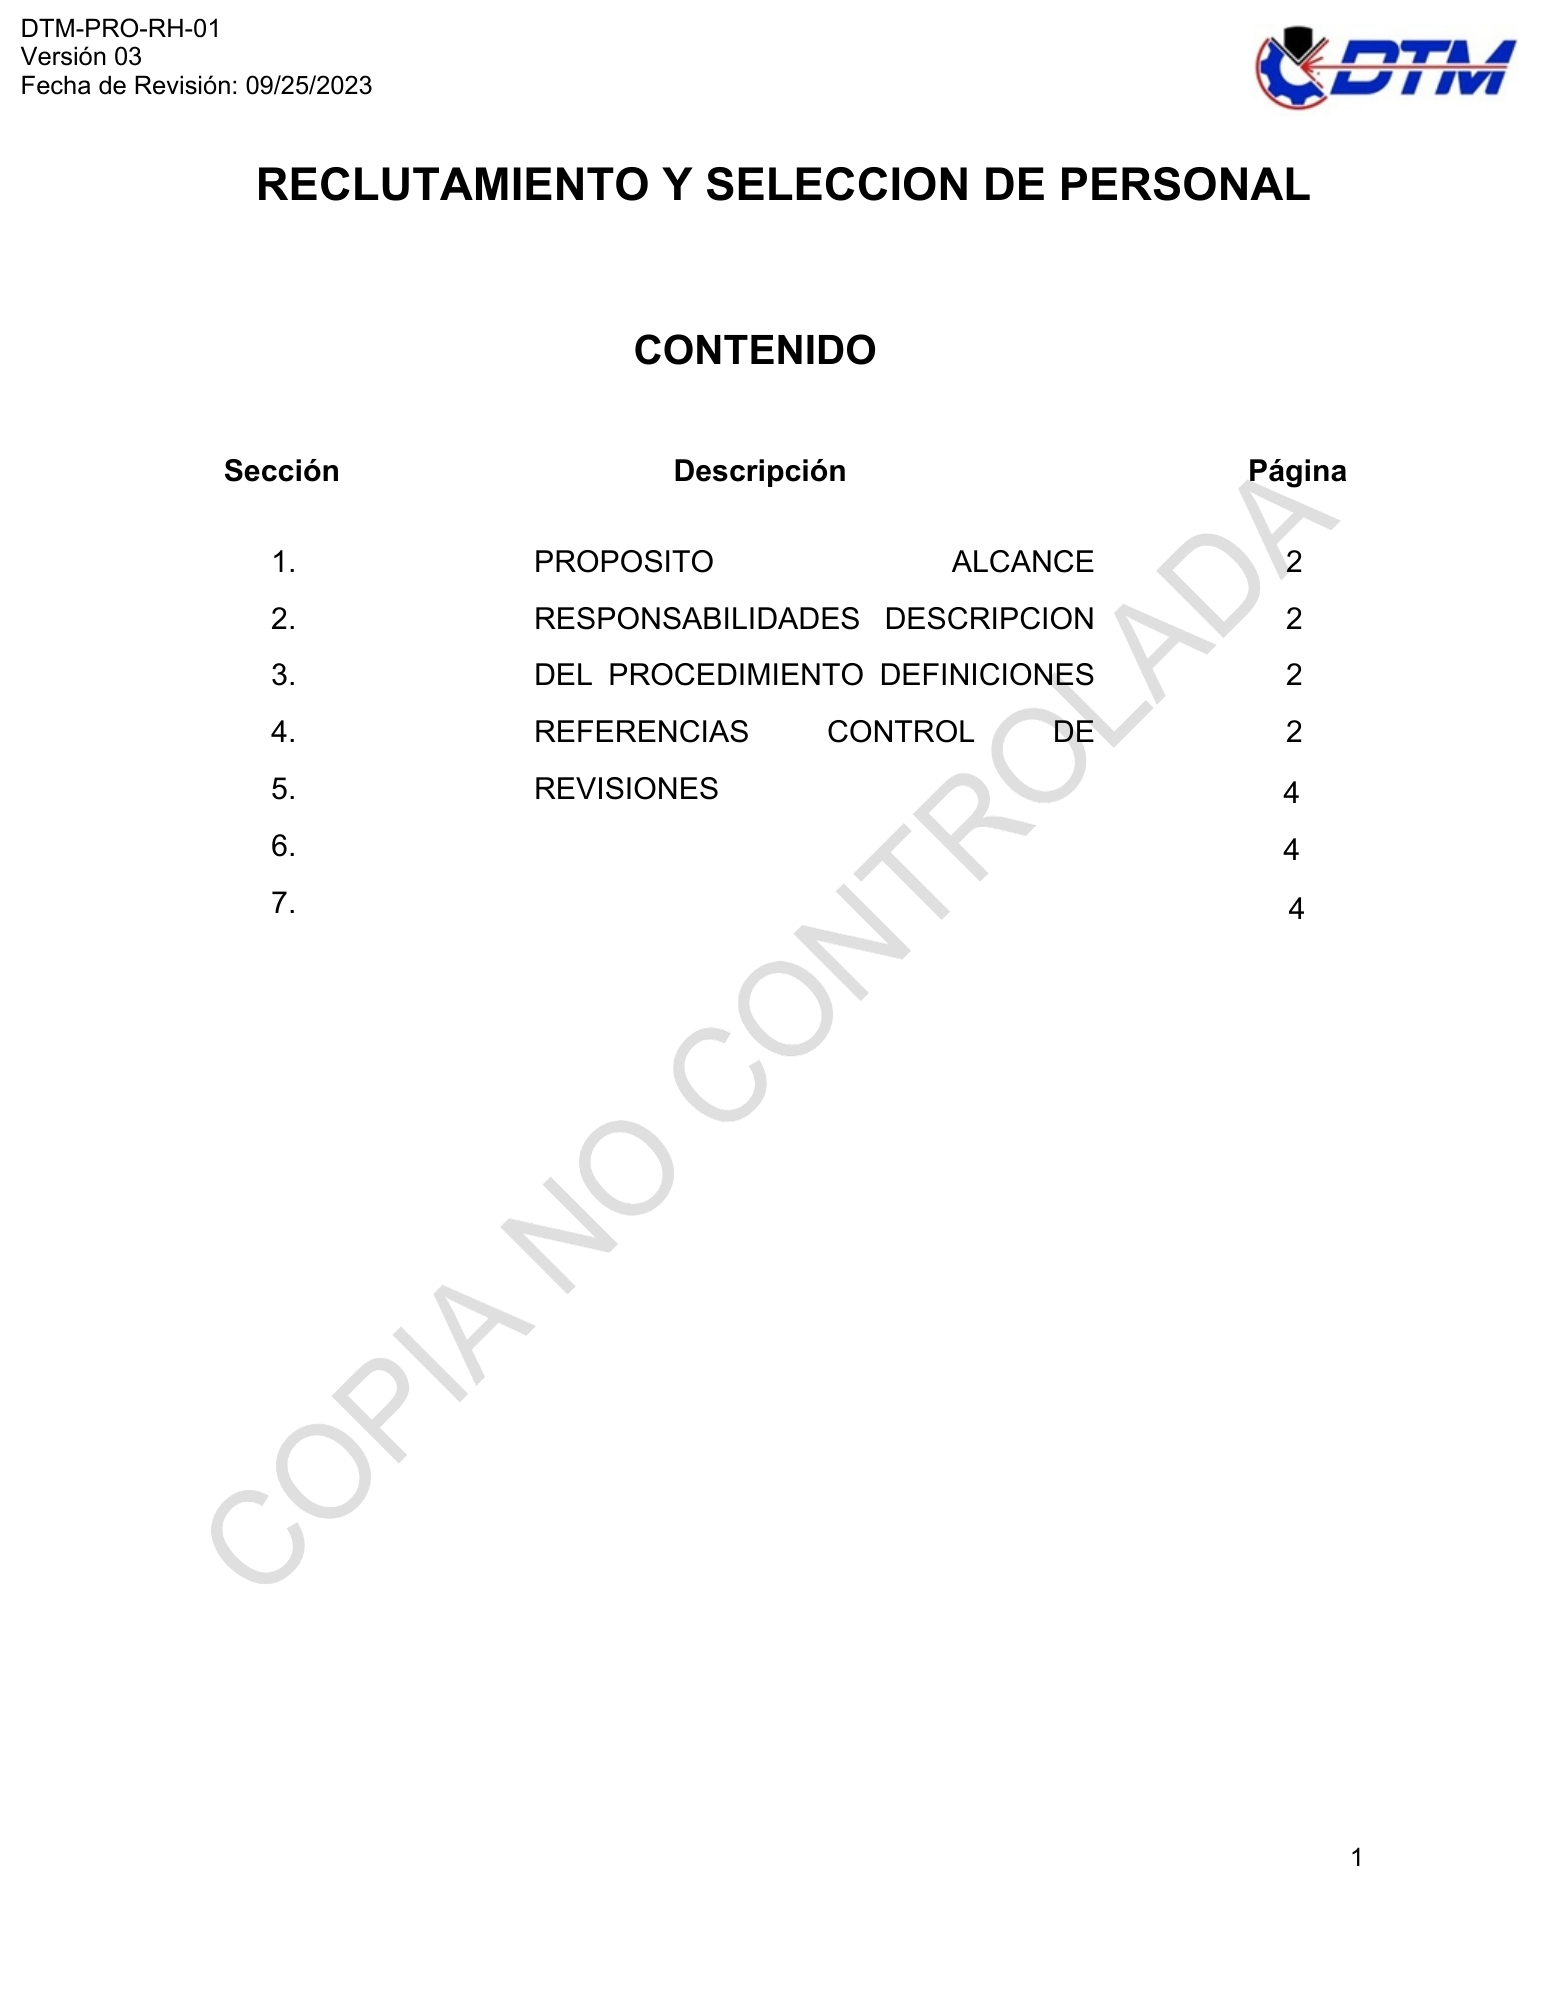 DTM-PRO-RH-01
Versión 03
Fecha de Revisión: 09/25/2023
DTM
RECLUTAMIENTO Y SELECCION DE PERSONAL
CONTENIDO
Sección Descripción Página
1. PROPOSITO ALCANCE 2
2. RESPONSABILIDADES DESCRIPCION 2
3. DEL PROCEDIMIENTO DEFINICIONES 2
4. REFERENCIAS CONTROL DE 2
5. REVISIONES 4
6. 4
7. 4
COPIA NO CONTROLADA
1